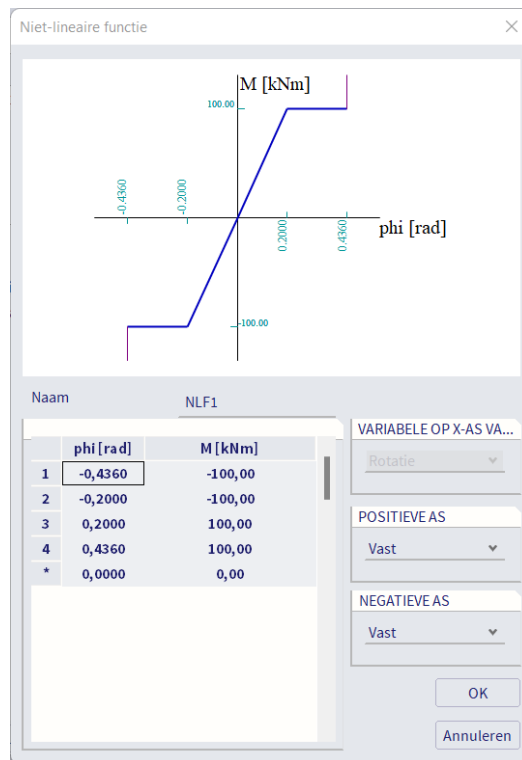 Niet-lineaire functie
M [kNm]
100.00
-0.4360
-0.2000
0.2000
0.4360
phi [rad]
-100.00
Naam
NLF1
phi [rad] M [kNm]
1 -0,4360 -100,00
2 -0,2000 -100,00
3 0,2000 100,00
4 0,4360 100,00
* 0,0000 0,00
VARIABELE OP X-AS VA...
Rotatie
POSITIEVE AS
Vast
NEGATIEVE AS
Vast
OK
Annuleren